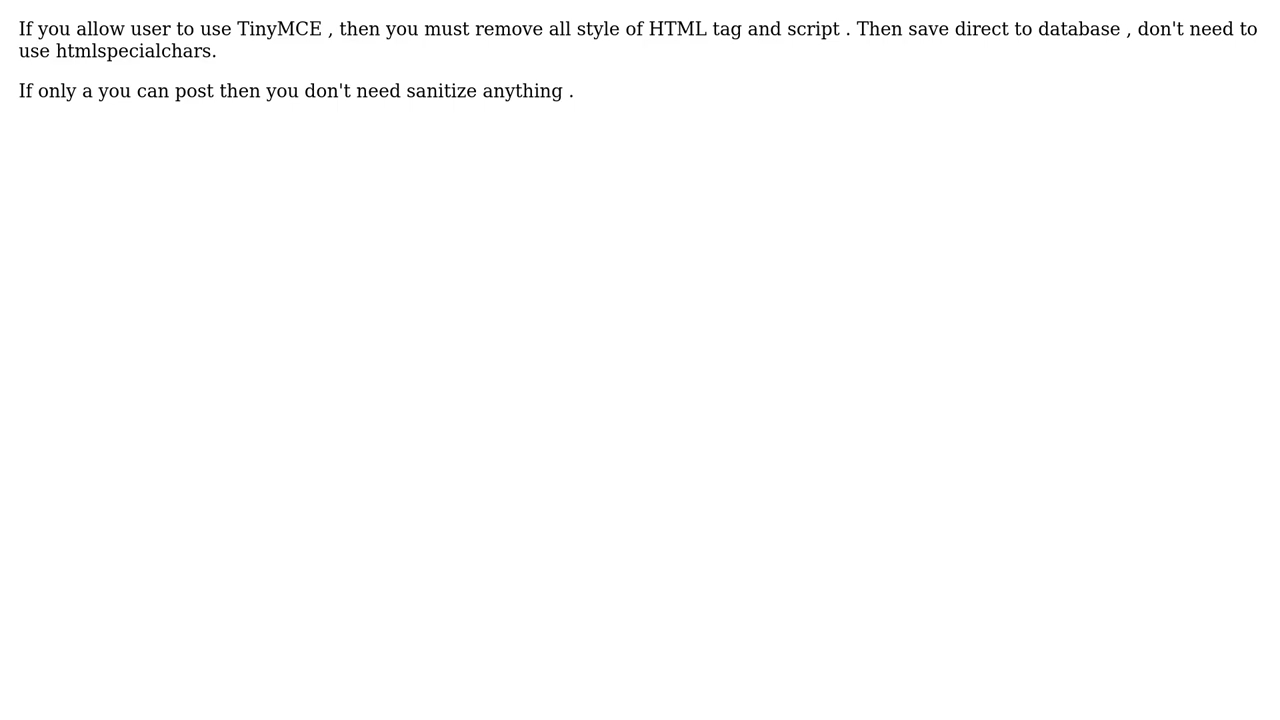 If you allow user to use TinyMCE , then you must remove all style of HTML tag and script . Then save direct to database , don't need to
use htmlspecialchars.
If only a you can post then you don't need sanitize anything .